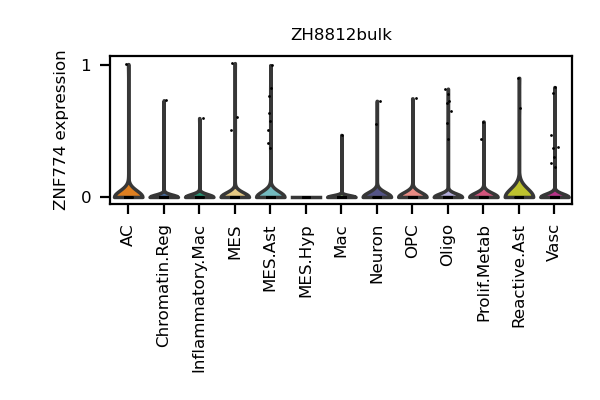 ZH8812bulk
ZNF774 expression
1
0
AC
Chromatin.Reg
Inflammatory.Mac
MES
MES.Ast
MES.Hyp
Mac
Neuron
OPC
Oligo
Prolif.Metab
Reactive.Ast
Vasc